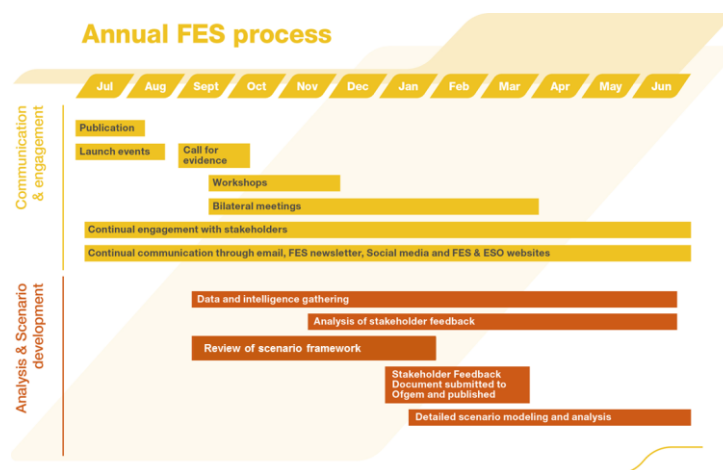 Annual FES process
Jul Aug Sept Oct Nov Dec Jan Feb Mar Apr May Jun
Communication
& engagement
Publication
Launch events
Call for
evidence
Workshops
Bilateral meetings
Continual engagement with stakeholders
Continual communication through email, FES newsletter, Social media and FES & ESO websites
Analysis & Scenario
development
Data and intelligence gathering
Analysis of stakeholder feedback
Review of scenario framework
Stakeholder Feedback
Document submitted to
Ofgem and published
Detailed scenario modeling and analysis